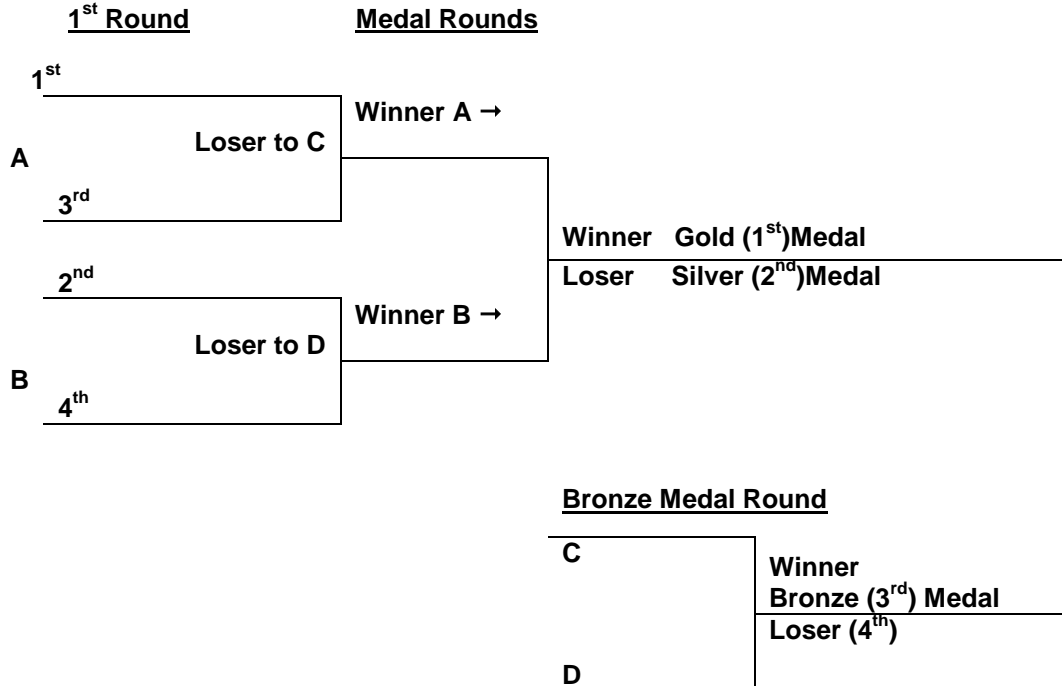 1st Round Medal Rounds
1st
Winner A →
Loser to C
A
3rd
Winner Gold (1st)Medal
2nd
Loser Silver (2nd)Medal
Winner B →
Loser to D
B
4th
Bronze Medal Round
C
Winner
Bronze (3rd) Medal
Loser (4th)
D